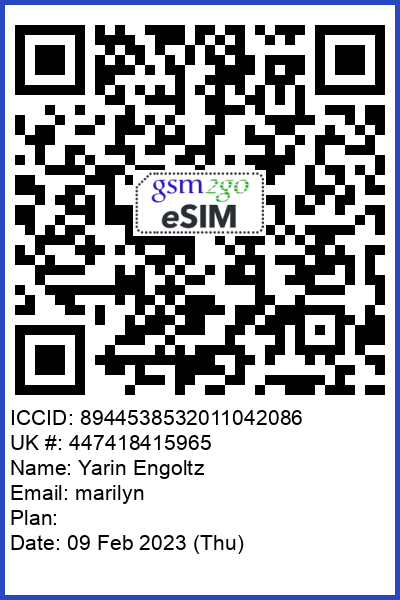 gsm2go
eSIM
ICCID: 8944538532011042086
UK #: 447418415965
Name: Yarin Engoltz
Email: marilyn
Plan:
Date: 09 Feb 2023 (Thu)